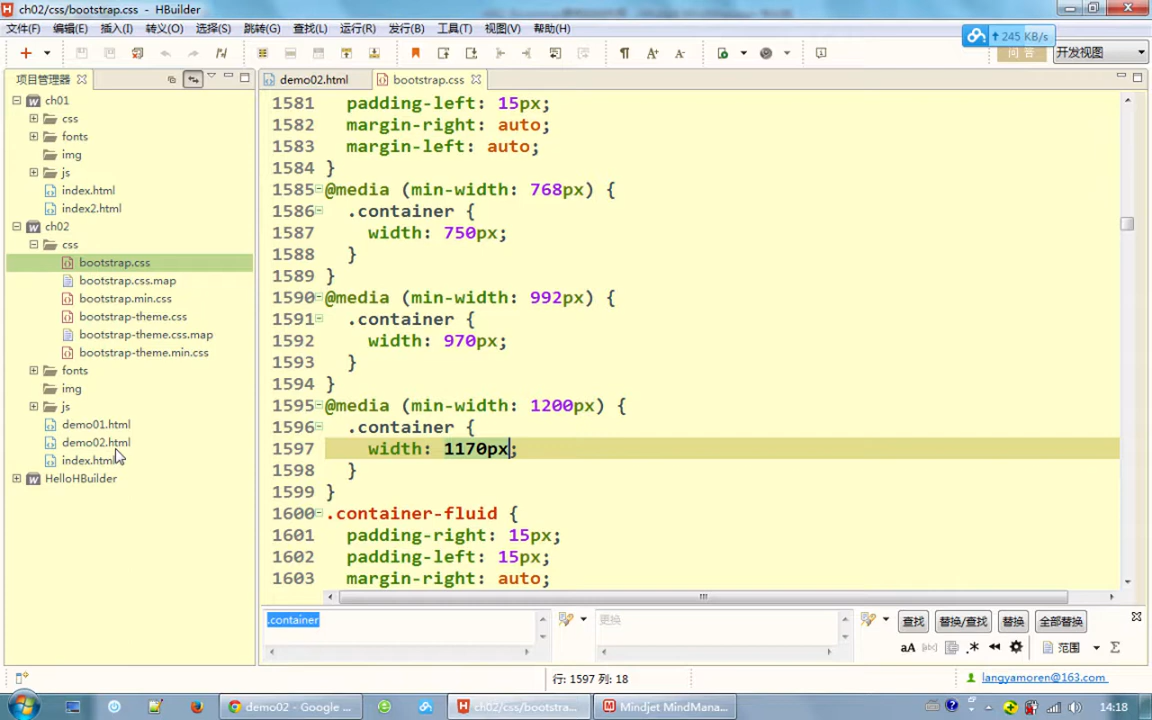 ch02/css/bootstrap.css - HBuilder
文件(F) 编辑(E) 插入(I) 转义(O) 选择(S) 跳转(G) 查找(L) 运行(R) 发行(B) 工具(T) 视图(V) 帮助(H)
↑ 245 KB/s
问 答
开发视图
项目管理器
demo02.html
bootstrap.css
ch01
css
fonts
img
js
index.html
index2.html
ch02
css
bootstrap.css
bootstrap.css.map
bootstrap.min.css
bootstrap-theme.css
bootstrap-theme.css.map
bootstrap-theme.min.css
fonts
img
js
demo01.html
demo02.html
index.html
HelloHBuilder
1581 padding-left: 15px;
1582 margin-right: auto;
1583 margin-left: auto;
1584 }
1585 @media (min-width: 768px) {
1586 .container {
1587 width: 750px;
1588 }
1589 }
1590 @media (min-width: 992px) {
1591 .container {
1592 width: 970px;
1593 }
1594 }
1595 @media (min-width: 1200px) {
1596 .container {
1597 width: 1170px;
1598 }
1599 }
1600 .container-fluid {
1601 padding-right: 15px;
1602 padding-left: 15px;
1603 margin-right: auto;
.container
更换
查找 替换/查找 替换 全部替换
aA [ab] .* 范围 Σ
行: 1597 列: 18
langyamoren@163.com
demo02 - Google ...
ch02/css/bootstra...
Mindjet MindMana...
14:18